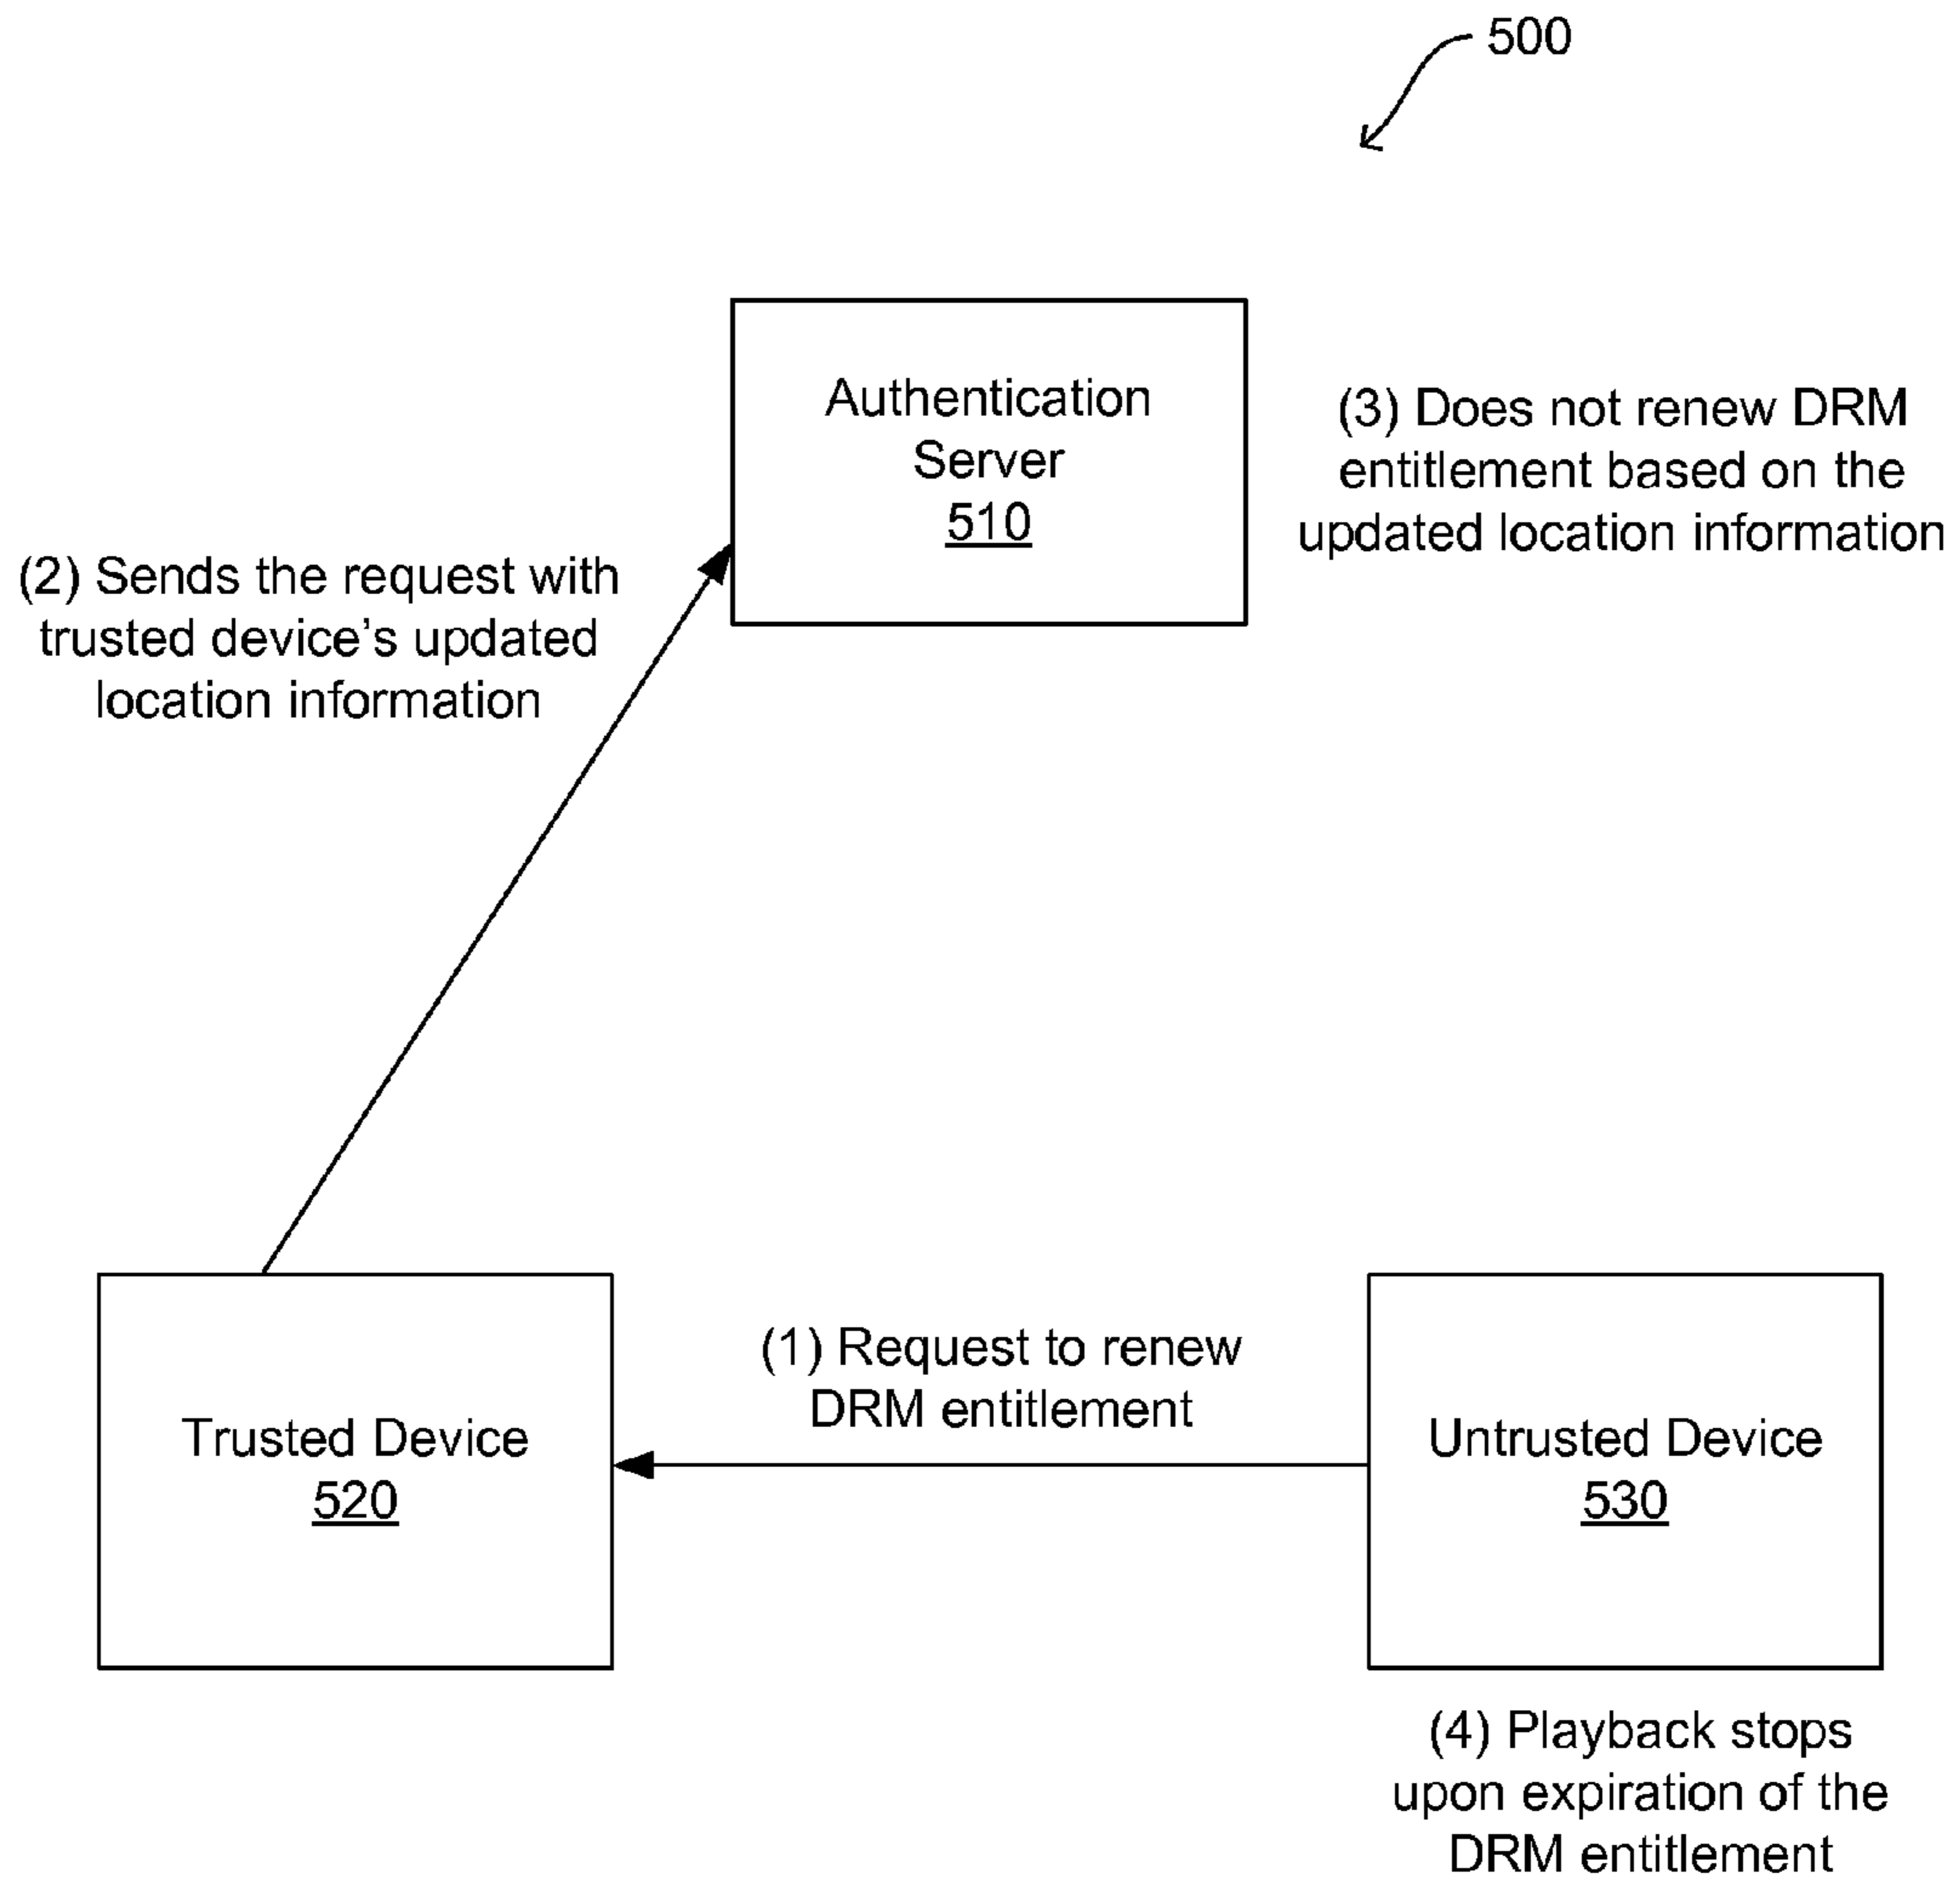 500
Authentication
Server
510
(3) Does not renew DRM
entitlement based on the
updated location information
(2) Sends the request with
trusted device’s updated
location information
(1) Request to renew
DRM entitlement
Trusted Device
520
Untrusted Device
530
(4) Playback stops
upon expiration of the
DRM entitlement